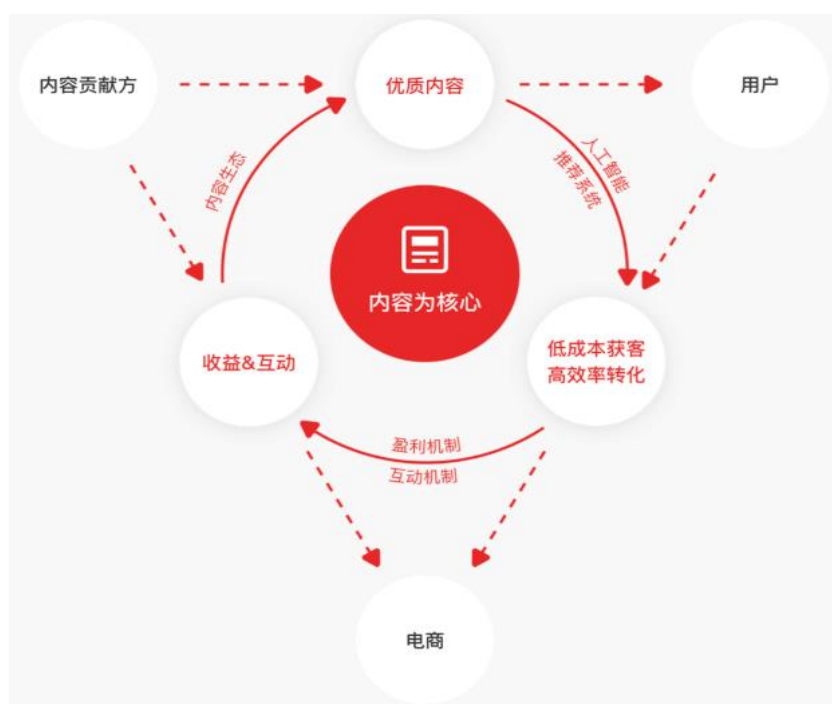 内容贡献方
优质内容
用户
内容生态
人工智能
推荐系统
内容为核心
收益&互动
低成本获客
高效率转化
盈利机制
互动机制
电商